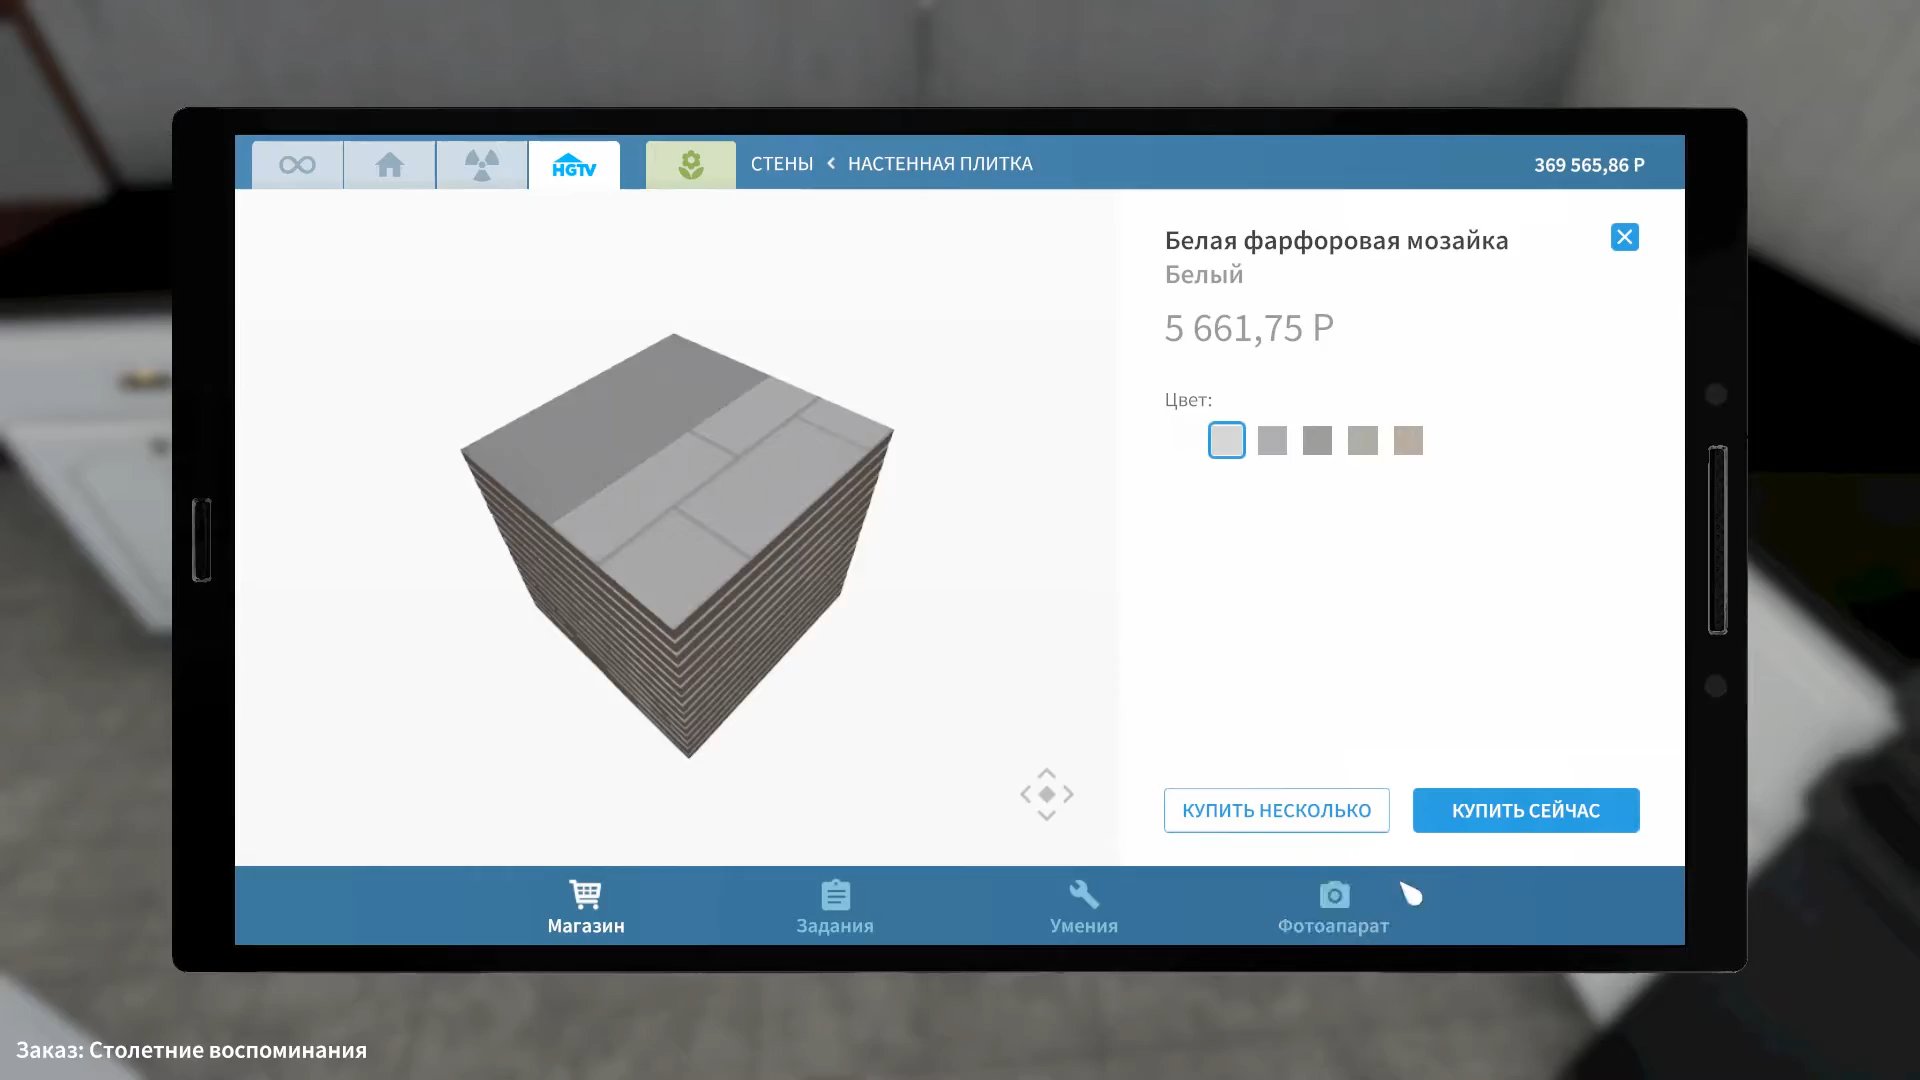 HGTV
СТЕНЫ < НАСТЕННАЯ ПЛИТКА
369 565,86 Р
Белая фарфоровая мозайка
Белый
5 661,75 Р
Цвет:
КУПИТЬ НЕСКОЛЬКО
КУПИТЬ СЕЙЧАС
Магазин
Задания
Умения
Фотоапарат
Заказ: Столетние воспоминания